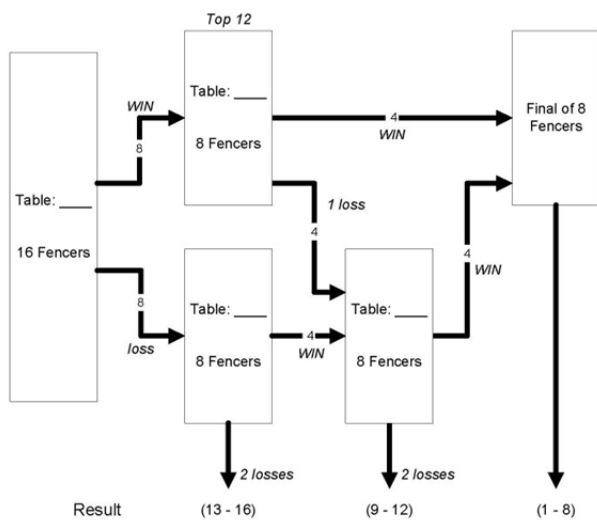 Top 12
WIN
8
Table: ____
8 Fencers
4
WIN
Final of 8
Fencers
Table: ____
16 Fencers
1 loss
4
8
loss
Table: ____
8 Fencers
4
WIN
Table: ____
8 Fencers
4
WIN
2 losses
2 losses
Result
(13 - 16)
(9 - 12)
(1 - 8)